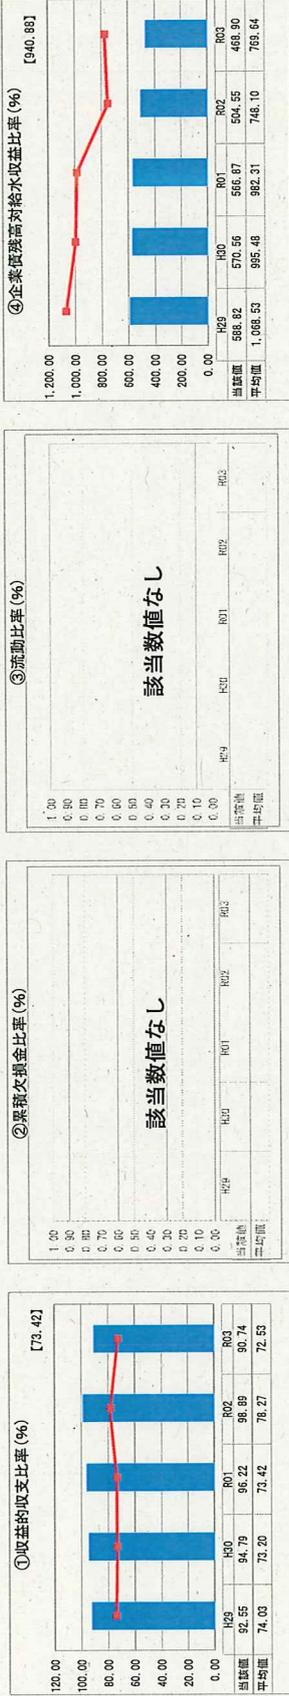 ①収益的収支比率(%)
【73.42】
120.00
100.00
80.00
60.00
40.00
20.00
0.00
H29 H30 R01 R02 R03
当該値 92.55 94.79 96.22 98.89 90.74
平均値 74.03 73.20 73.42 78.27 72.53
②累積欠損金比率(%)
1.00
0.90
0.80
0.70
0.60
0.50
0.40
0.30
0.20
0.10
0.00
該当数値なし
H29 H30 R01 R02 R03
当該値
平均値
③流動比率(%)
1.00
0.90
0.80
0.70
0.60
0.50
0.40
0.30
0.20
0.10
0.00
該当数値なし
H29 H30 R01 R02 R03
当該値
平均値
④企業債残高対給水収益比率(%)
【940.88】
1,200.00
1,000.00
800.00
600.00
400.00
200.00
0.00
H29 H30 R01 R02 R03
当該値 588.82 570.56 566.87 504.55 468.90
平均値 1,068.53 995.48 982.31 748.10 769.64